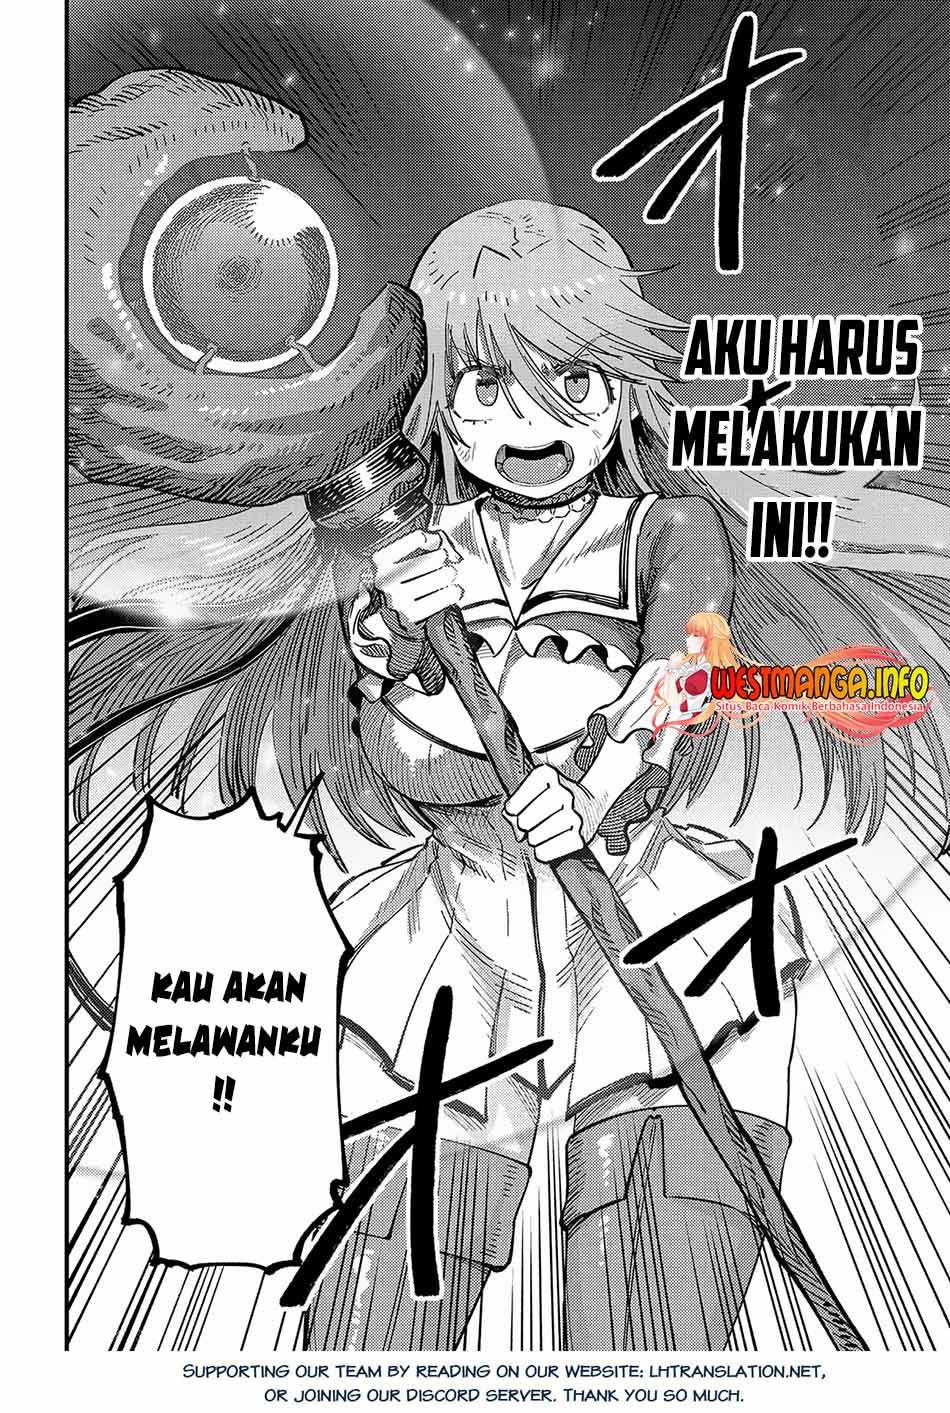 オ
AKU HARUS
MELAKUKAN
INI!!
WESTMANGA.INFO
Situs Baca Komik Berbahasa Indonesia
オ
KAU AKAN
MELAWANKU
!!
オ
SUPPORTING OUR TEAM BY READING ON OUR WEBSITE: LHTRANSLATION.NET,
OR JOINING OUR DISCORD SERVER. THANK YOU SO MUCH.